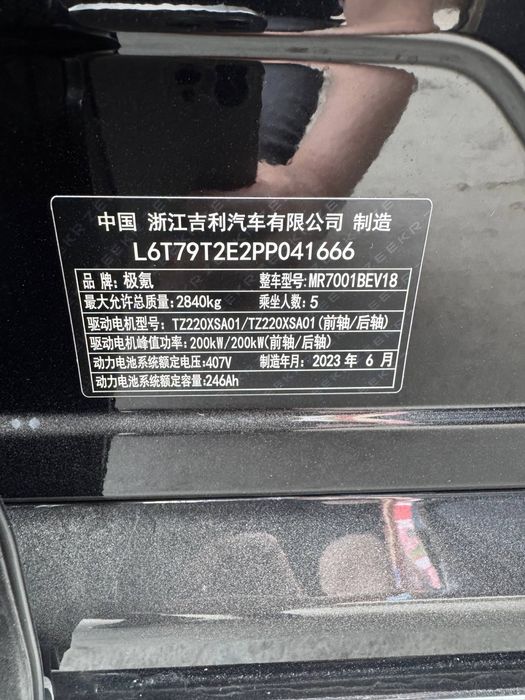 中国 浙江吉利汽车有限公司 制造
L6T79T2E2PP041666
品牌:极氪 整车型号:MR7001BEV18
最大允许总质量:2840kg 乘坐人数:5
驱动电机型号:TZ220XSA01/TZ220XSA01(前轴/后轴)
驱动电机峰值功率:200kW/200kW(前轴/后轴)
动力电池系统额定电压:407V 制造年月:2023 年 6 月
动力电池系统额定容量:246Ah